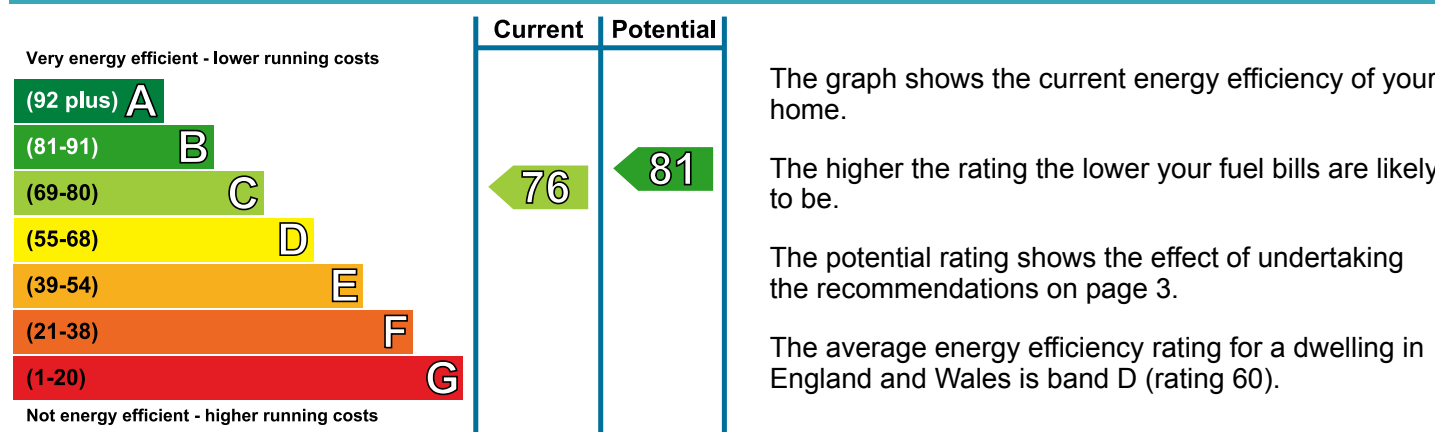 Current Potential
Very energy efficient - lower running costs
(92 plus) A
(81-91) B
(69-80) C
(55-68) D
(39-54) E
(21-38) F
(1-20) G
Not energy efficient - higher running costs
76
81
The graph shows the current energy efficiency of your
home.
The higher the rating the lower your fuel bills are likely
to be.
The potential rating shows the effect of undertaking
the recommendations on page 3.
The average energy efficiency rating for a dwelling in
England and Wales is band D (rating 60).